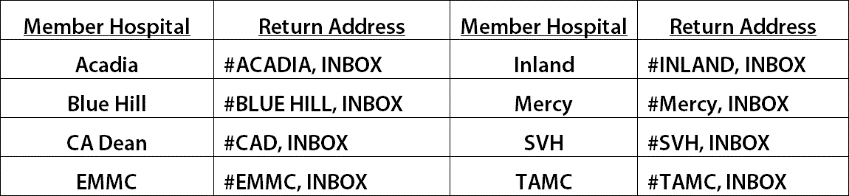 Member Hospital Return Address Member Hospital Return Address
Acadia #ACADIA, INBOX Inland #INLAND, INBOX
Blue Hill #BLUE HILL, INBOX Mercy #Mercy, INBOX
CA Dean #CAD, INBOX SVH #SVH, INBOX
EMMC #EMMC, INBOX TAMC #TAMC, INBOX